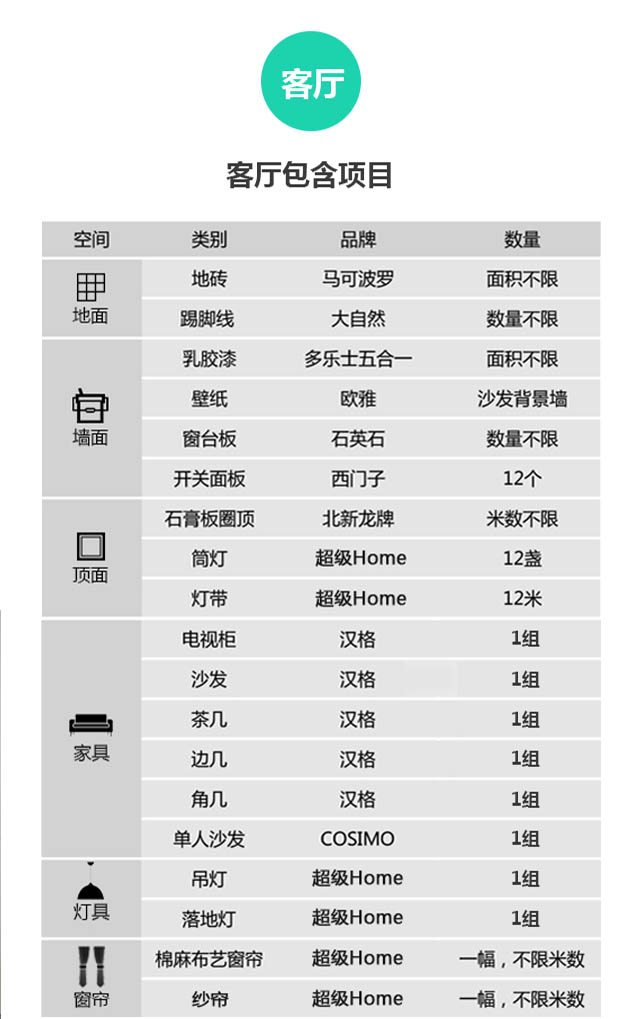 客厅
客厅包含项目
空间 类别 品牌 数量
地面 地砖 马可波罗 面积不限
踢脚线 大自然 数量不限
墙面 乳胶漆 多乐士五合一 面积不限
壁纸 欧雅 沙发背景墙
窗台板 石英石 数量不限
开关面板 西门子 12个
顶面 石膏板圈顶 北新龙牌 米数不限
筒灯 超级Home 12盏
灯带 超级Home 12米
家具 电视柜 汉格 1组
沙发 汉格 1组
茶几 汉格 1组
边几 汉格 1组
角几 汉格 1组
单人沙发 COSIMO 1组
灯具 吊灯 超级Home 1组
落地灯 超级Home 1组
窗帘 棉麻布艺窗帘 超级Home 一幅，不限米数
纱帘 超级Home 一幅，不限米数